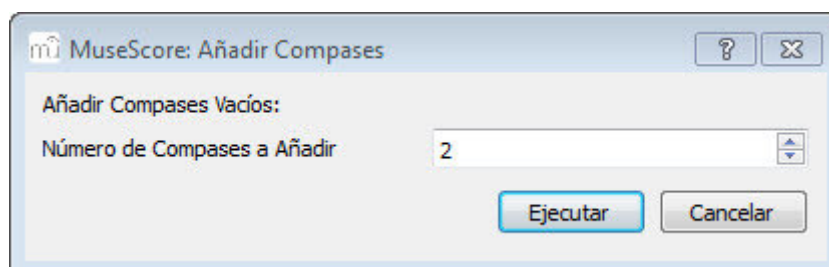 MuseScore: Añadir Compases
Añadir Compases Vacíos:
Número de Compases a Añadir 2
Ejecutar Cancelar